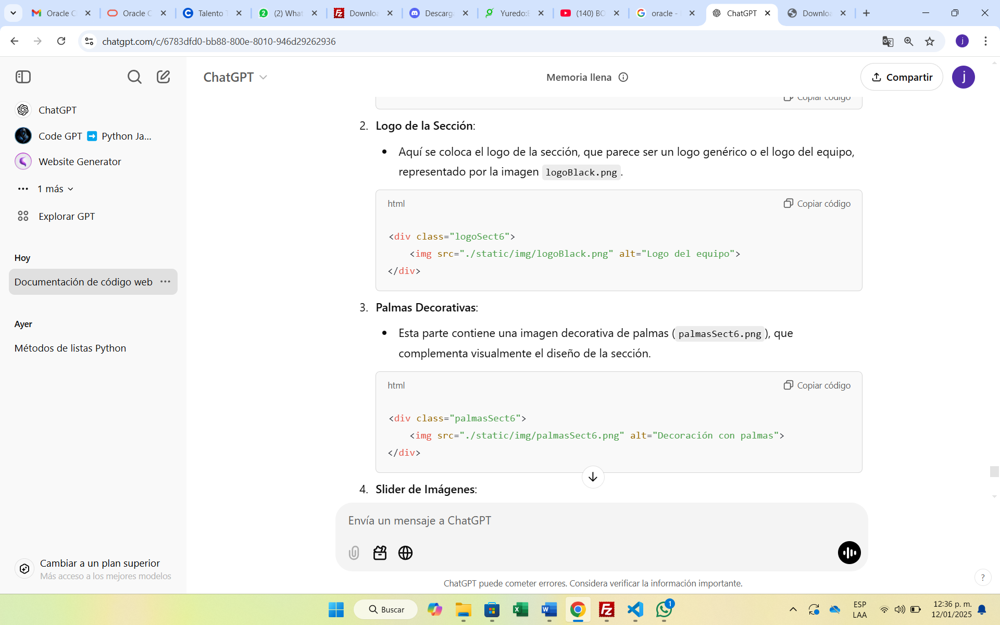 Oracle C
Oracle C
Talento T
(2) What
Downloa
Descarga
Yuredo:E
(140) BO
oracle -
ChatGPT
Downloa
chatgpt.com/c/6783dfd0-bb88-800e-8010-946d29262936
j
ChatGPT
Memoria llena
Compartir
j
ChatGPT
Code GPT ➡ Python Ja...
Website Generator
1 más
Explorar GPT
Hoy
Documentación de código web
Ayer
Métodos de listas Python
Cambiar a un plan superior
Más acceso a los mejores modelos
Copiar código
2. Logo de la Sección:
• Aquí se coloca el logo de la sección, que parece ser un logo genérico o el logo del equipo,
representado por la imagen logoBlack.png.
html
Copiar código
<div class="logoSect6">
<img src="./static/img/logoBlack.png" alt="Logo del equipo">
</div>
3. Palmas Decorativas:
• Esta parte contiene una imagen decorativa de palmas (palmasSect6.png), que
complementa visualmente el diseño de la sección.
html
Copiar código
<div class="palmasSect6">
<img src="./static/img/palmasSect6.png" alt="Decoración con palmas">
</div>
4. Slider de Imágenes:
Envía un mensaje a ChatGPT
ChatGPT puede cometer errores. Considera verificar la información importante.
?
Buscar
1
ESP
LAA
12:36 p. m.
12/01/2025